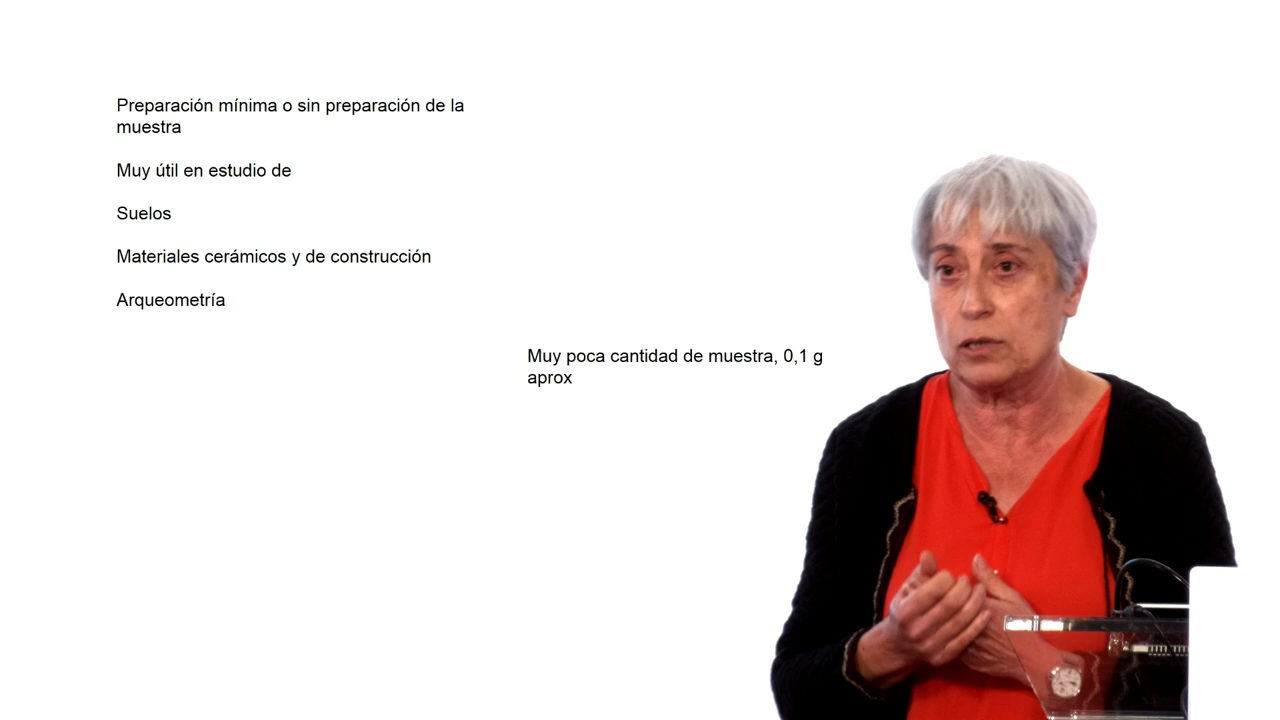 Preparación mínima o sin preparación de la
muestra
Muy útil en estudio de
Suelos
Materiales cerámicos y de construcción
Arqueometría
Muy poca cantidad de muestra, 0,1 g
aprox